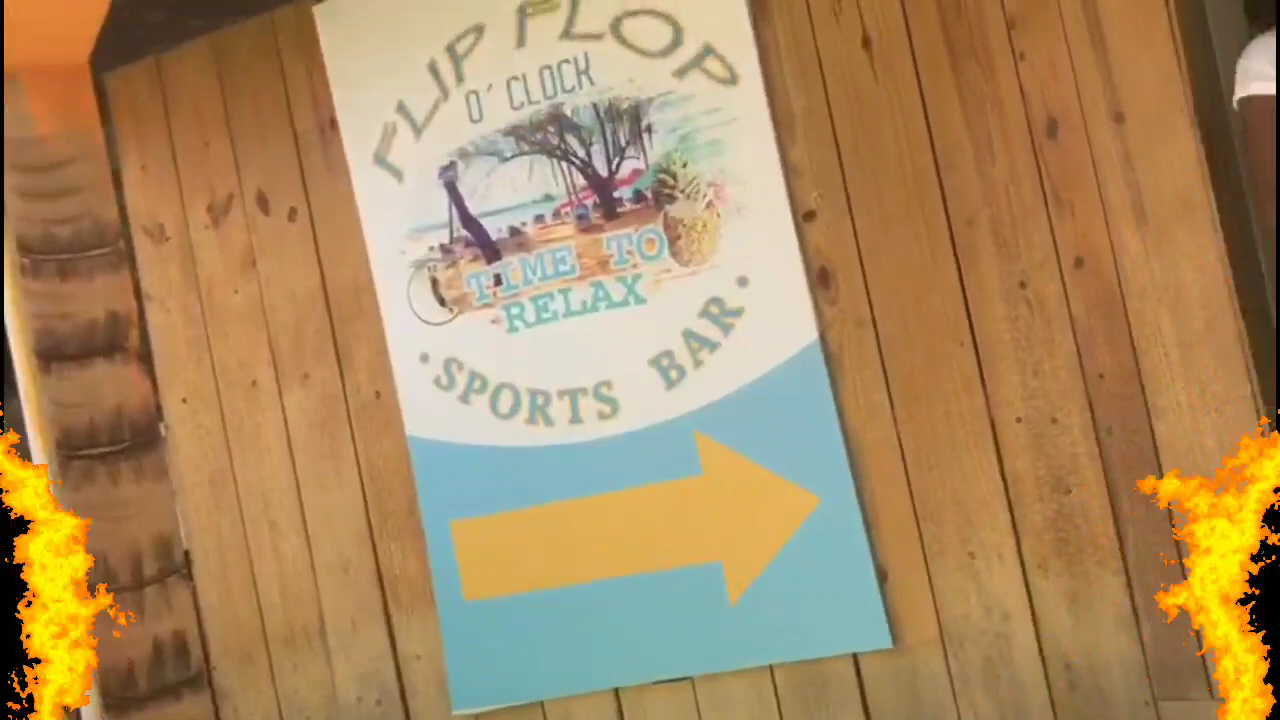 FLIP FLOP
O'CLOCK
TIME TO
RELAX
· SPORTS BAR ·